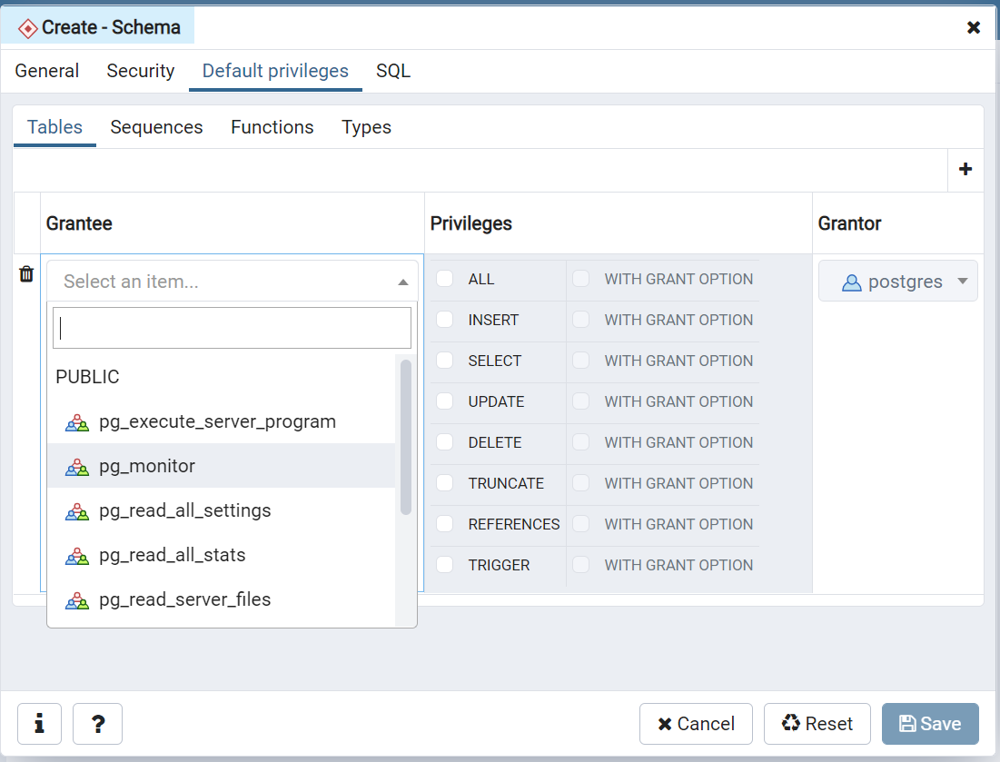 Create - Schema
General Security Default privileges SQL
Tables Sequences Functions Types
Grantee Privileges Grantor
Select an item...
PUBLIC
pg_execute_server_program
pg_monitor
pg_read_all_settings
pg_read_all_stats
pg_read_server_files
ALL WITH GRANT OPTION
INSERT WITH GRANT OPTION
SELECT WITH GRANT OPTION
UPDATE WITH GRANT OPTION
DELETE WITH GRANT OPTION
TRUNCATE WITH GRANT OPTION
REFERENCES WITH GRANT OPTION
TRIGGER WITH GRANT OPTION
postgres
i ? Cancel Reset Save